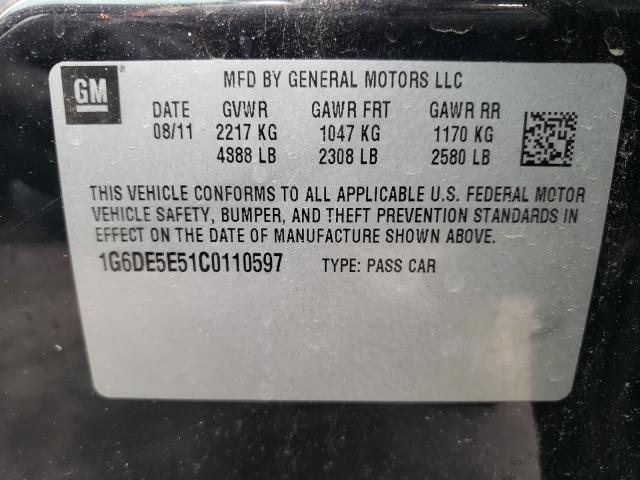 GM
MFD BY GENERAL MOTORS LLC
DATE GVWR GAWR FRT GAWR RR
08/11 2217 KG 1047 KG 1170 KG
4888 LB 2308 LB 2580 LB
THIS VEHICLE CONFORMS TO ALL APPLICABLE U.S. FEDERAL MOTOR
VEHICLE SAFETY, BUMPER, AND THEFT PREVENTION STANDARDS IN
EFFECT ON THE DATE OF MANUFACTURE SHOWN ABOVE.
1G6DE5E51C0110597 TYPE: PASS CAR